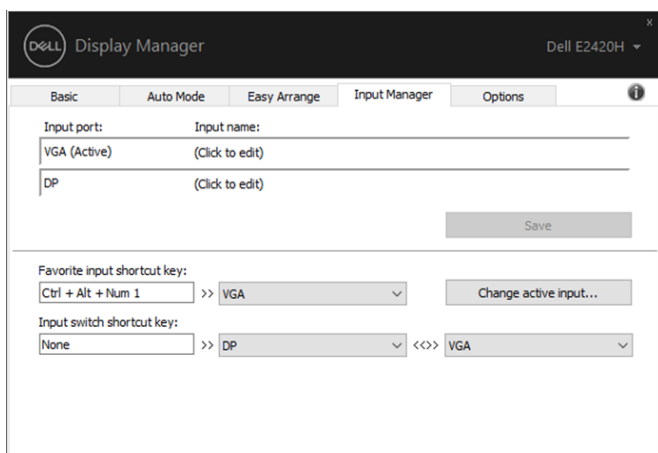 x
DELL Display Manager Dell E2420H
Basic Auto Mode Easy Arrange Input Manager Options i
Input port: Input name:
VGA (Active) (Click to edit)
DP (Click to edit)
Save
Favorite input shortcut key:
Ctrl + Alt + Num 1 >> VGA Change active input...
Input switch shortcut key:
None >> DP <<>> VGA